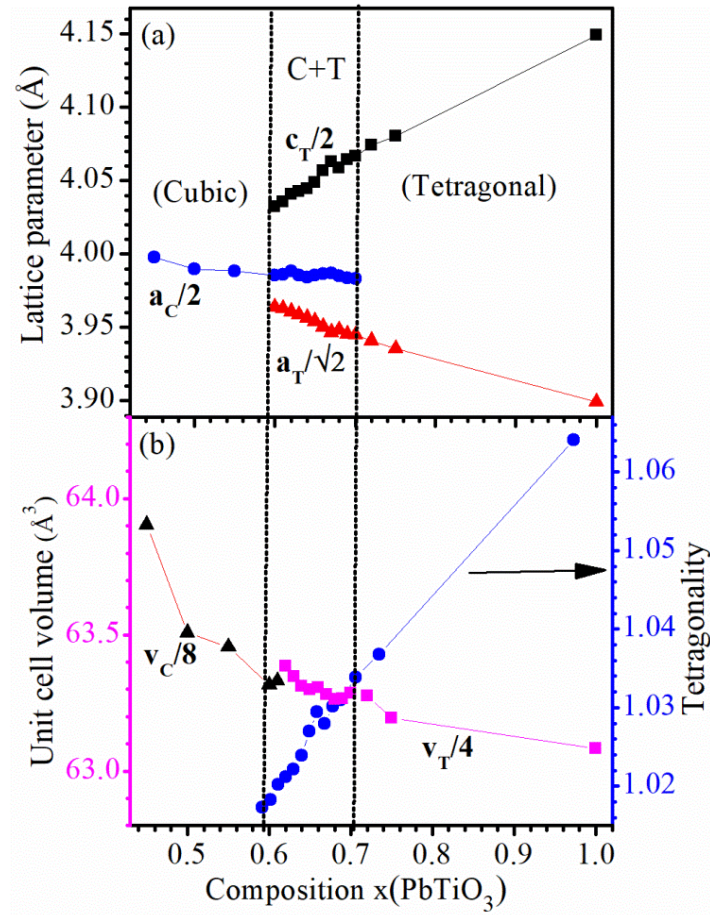 (a)
C+T
c_T/2
(Cubic)
(Tetragonal)
a_C/2
a_T/√2
Lattice parameter (Å)
4.15
4.10
4.05
4.00
3.95
3.90
(b)
v_C/8
v_T/4
Unit cell volume (Å³)
64.0
63.5
63.0
Tetragonality
1.06
1.05
1.04
1.03
1.02
0.5 0.6 0.7 0.8 0.9 1.0
Composition x(PbTiO₃)